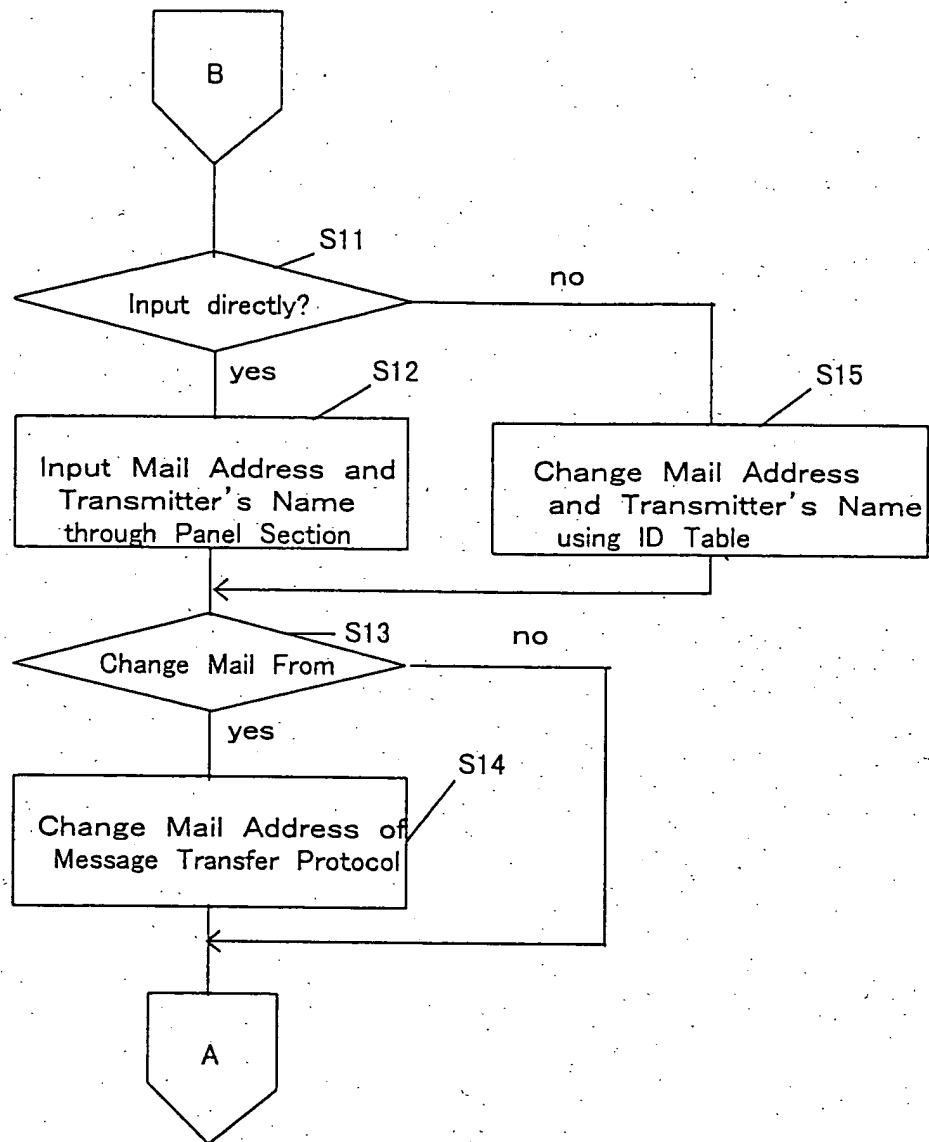 B
S11
Input directly?
no
yes
S12
S15
Input Mail Address and
Transmitter's Name
through Panel Section
Change Mail Address
and Transmitter's Name
using ID Table
S13
Change Mail From
no
yes
S14
Change Mail Address of
Message Transfer Protocol
A